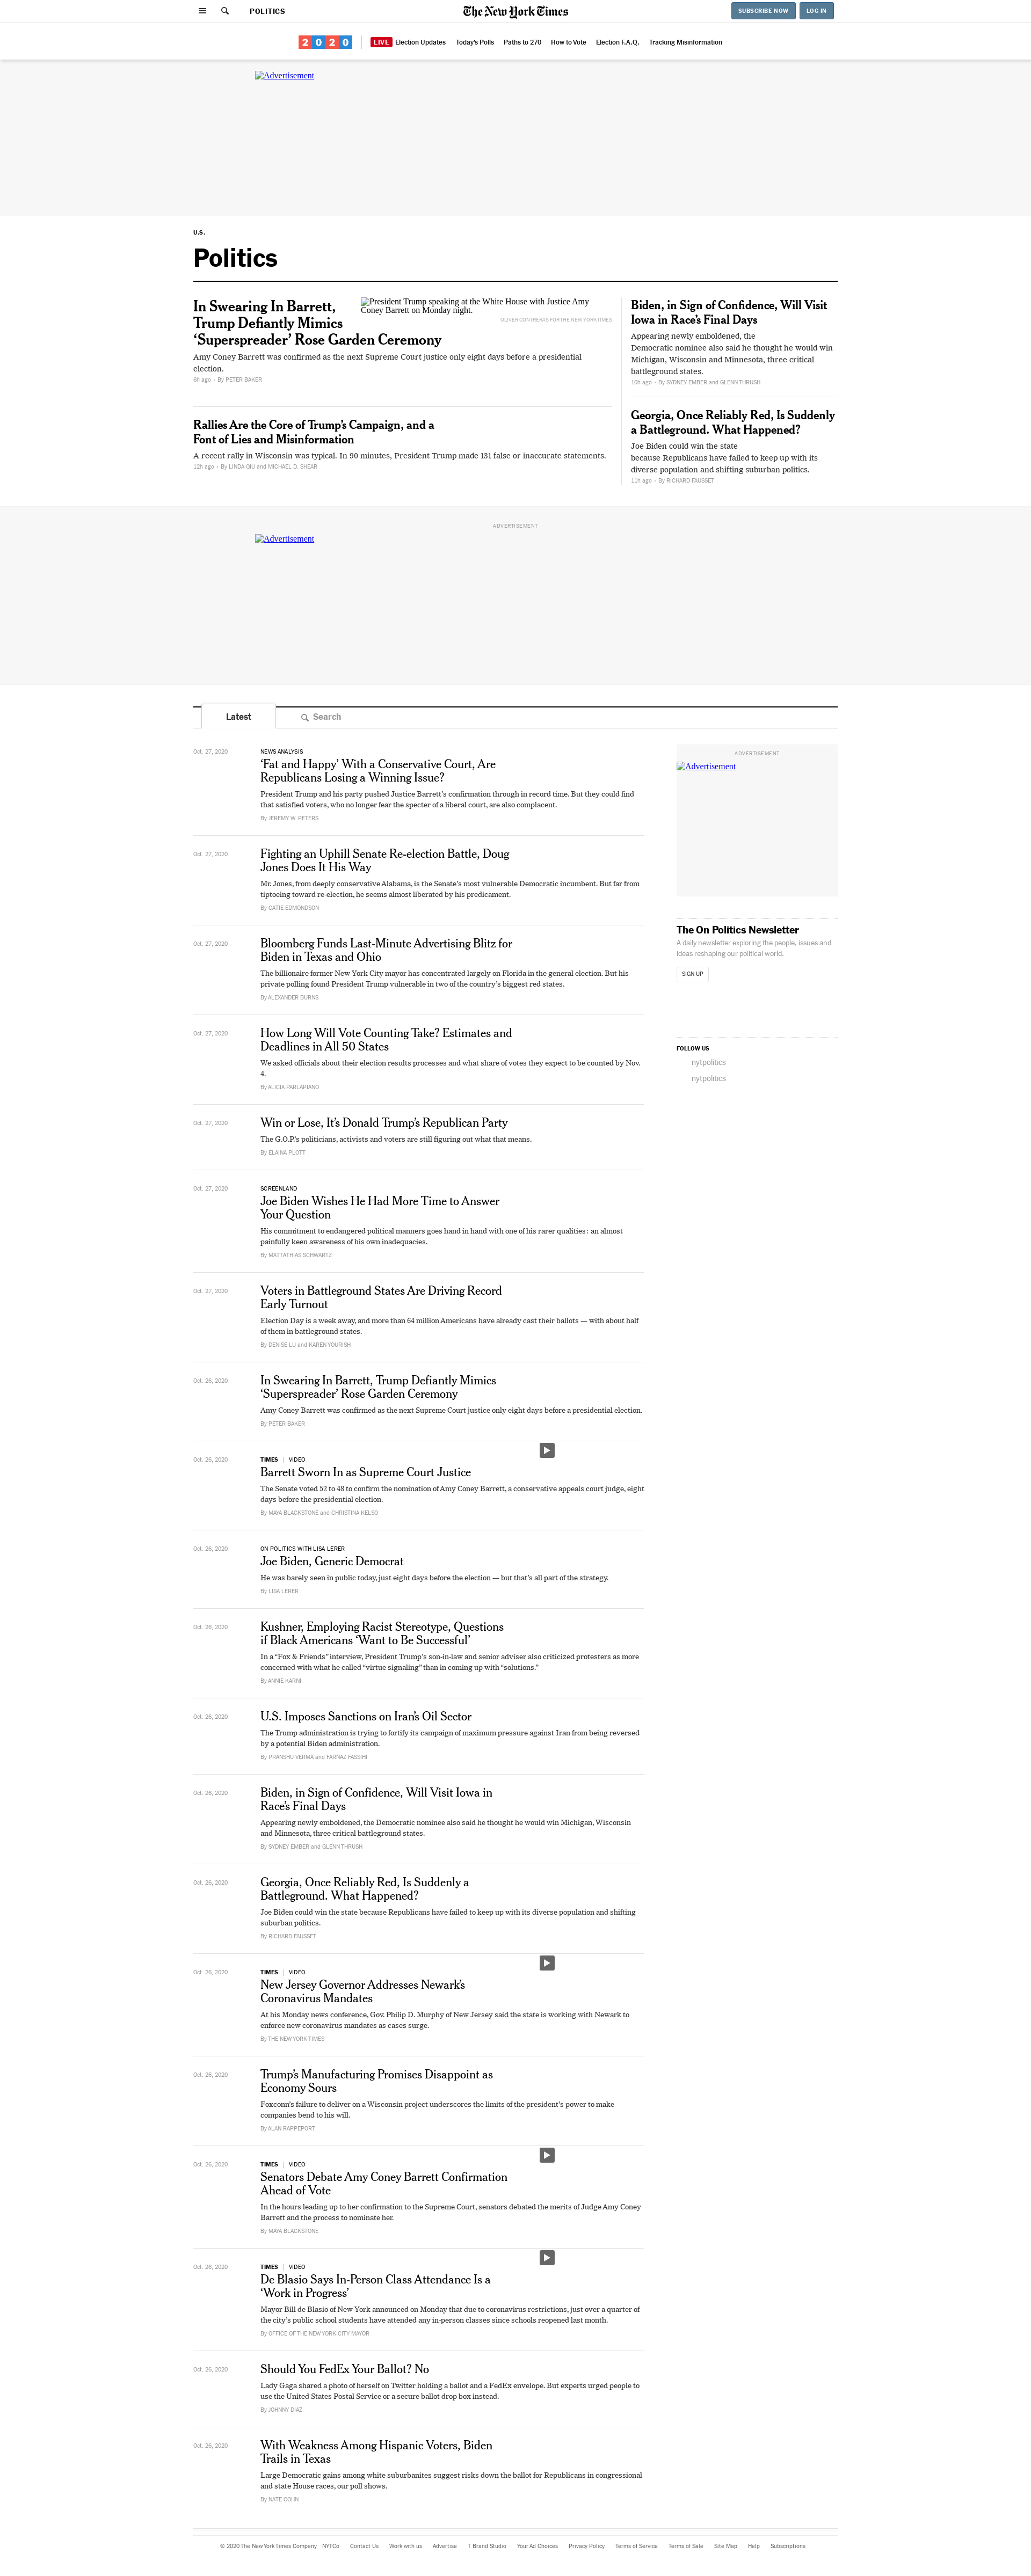 POLITICS
The New York Times
SUBSCRIBE NOW
LOG IN
2020
LIVE Election Updates
Today's Polls
Paths to 270
How to Vote
Election F.A.Q.
Tracking Misinformation
Advertisement
U.S.
Politics
In Swearing In Barrett,
Trump Defiantly Mimics
‘Superspreader’ Rose Garden Ceremony
President Trump speaking at the White House with Justice Amy
Coney Barrett on Monday night.
OLIVER CONTRERAS FOR THE NEW YORK TIMES
Amy Coney Barrett was confirmed as the next Supreme Court justice only eight days before a presidential
election.
6h ago • By PETER BAKER
Rallies Are the Core of Trump’s Campaign, and a
Font of Lies and Misinformation
A recent rally in Wisconsin was typical. In 90 minutes, President Trump made 131 false or inaccurate statements.
12h ago • By LINDA QIU and MICHAEL D. SHEAR
Biden, in Sign of Confidence, Will Visit
Iowa in Race’s Final Days
Appearing newly emboldened, the
Democratic nominee also said he thought he would win
Michigan, Wisconsin and Minnesota, three critical
battleground states.
10h ago • By SYDNEY EMBER and GLENN THRUSH
Georgia, Once Reliably Red, Is Suddenly
a Battleground. What Happened?
Joe Biden could win the state
because Republicans have failed to keep up with its
diverse population and shifting suburban politics.
11h ago • By RICHARD FAUSSET
ADVERTISEMENT
Advertisement
Latest
Search
Oct. 27, 2020
NEWS ANALYSIS
‘Fat and Happy’ With a Conservative Court, Are
Republicans Losing a Winning Issue?
President Trump and his party pushed Justice Barrett’s confirmation through in record time. But they could find
that satisfied voters, who no longer fear the specter of a liberal court, are also complacent.
By JEREMY W. PETERS
Oct. 27, 2020
Fighting an Uphill Senate Re-election Battle, Doug
Jones Does It His Way
Mr. Jones, from deeply conservative Alabama, is the Senate’s most vulnerable Democratic incumbent. But far from
tiptoeing toward re-election, he seems almost liberated by his predicament.
By CATIE EDMONDSON
Oct. 27, 2020
Bloomberg Funds Last-Minute Advertising Blitz for
Biden in Texas and Ohio
The billionaire former New York City mayor has concentrated largely on Florida in the general election. But his
private polling found President Trump vulnerable in two of the country’s biggest red states.
By ALEXANDER BURNS
Oct. 27, 2020
How Long Will Vote Counting Take? Estimates and
Deadlines in All 50 States
We asked officials about their election results processes and what share of votes they expect to be counted by Nov.
4.
By ALICIA PARLAPIANO
Oct. 27, 2020
Win or Lose, It’s Donald Trump’s Republican Party
The G.O.P.’s politicians, activists and voters are still figuring out what that means.
By ELAINA PLOTT
Oct. 27, 2020
SCREENLAND
Joe Biden Wishes He Had More Time to Answer
Your Question
His commitment to endangered political manners goes hand in hand with one of his rarer qualities: an almost
painfully keen awareness of his own inadequacies.
By MATTATHIAS SCHWARTZ
Oct. 27, 2020
Voters in Battleground States Are Driving Record
Early Turnout
Election Day is a week away, and more than 64 million Americans have already cast their ballots — with about half
of them in battleground states.
By DENISE LU and KAREN YOURISH
Oct. 26, 2020
In Swearing In Barrett, Trump Defiantly Mimics
‘Superspreader’ Rose Garden Ceremony
Amy Coney Barrett was confirmed as the next Supreme Court justice only eight days before a presidential election.
By PETER BAKER
Oct. 26, 2020
TIMES | VIDEO
Barrett Sworn In as Supreme Court Justice
The Senate voted 52 to 48 to confirm the nomination of Amy Coney Barrett, a conservative appeals court judge, eight
days before the presidential election.
By MAYA BLACKSTONE and CHRISTINA KELSO
Oct. 26, 2020
ON POLITICS WITH LISA LERER
Joe Biden, Generic Democrat
He was barely seen in public today, just eight days before the election — but that’s all part of the strategy.
By LISA LERER
Oct. 26, 2020
Kushner, Employing Racist Stereotype, Questions
if Black Americans ‘Want to Be Successful’
In a “Fox & Friends” interview, President Trump’s son-in-law and senior adviser also criticized protesters as more
concerned with what he called “virtue signaling” than in coming up with “solutions.”
By ANNIE KARNI
Oct. 26, 2020
U.S. Imposes Sanctions on Iran’s Oil Sector
The Trump administration is trying to fortify its campaign of maximum pressure against Iran from being reversed
by a potential Biden administration.
By PRANSHU VERMA and FARNAZ FASSIHI
Oct. 26, 2020
Biden, in Sign of Confidence, Will Visit Iowa in
Race’s Final Days
Appearing newly emboldened, the Democratic nominee also said he thought he would win Michigan, Wisconsin
and Minnesota, three critical battleground states.
By SYDNEY EMBER and GLENN THRUSH
Oct. 26, 2020
Georgia, Once Reliably Red, Is Suddenly a
Battleground. What Happened?
Joe Biden could win the state because Republicans have failed to keep up with its diverse population and shifting
suburban politics.
By RICHARD FAUSSET
Oct. 26, 2020
TIMES | VIDEO
New Jersey Governor Addresses Newark’s
Coronavirus Mandates
At his Monday news conference, Gov. Philip D. Murphy of New Jersey said the state is working with Newark to
enforce new coronavirus mandates as cases surge.
By THE NEW YORK TIMES
Oct. 26, 2020
Trump’s Manufacturing Promises Disappoint as
Economy Sours
Foxconn’s failure to deliver on a Wisconsin project underscores the limits of the president’s power to make
companies bend to his will.
By ALAN RAPPEPORT
Oct. 26, 2020
TIMES | VIDEO
Senators Debate Amy Coney Barrett Confirmation
Ahead of Vote
In the hours leading up to her confirmation to the Supreme Court, senators debated the merits of Judge Amy Coney
Barrett and the process to nominate her.
By MAYA BLACKSTONE
Oct. 26, 2020
TIMES | VIDEO
De Blasio Says In-Person Class Attendance Is a
‘Work in Progress’
Mayor Bill de Blasio of New York announced on Monday that due to coronavirus restrictions, just over a quarter of
the city’s public school students have attended any in-person classes since schools reopened last month.
By OFFICE OF THE NEW YORK CITY MAYOR
Oct. 26, 2020
Should You FedEx Your Ballot? No
Lady Gaga shared a photo of herself on Twitter holding a ballot and a FedEx envelope. But experts urged people to
use the United States Postal Service or a secure ballot drop box instead.
By JOHNNY DIAZ
Oct. 26, 2020
With Weakness Among Hispanic Voters, Biden
Trails in Texas
Large Democratic gains among white suburbanites suggest risks down the ballot for Republicans in congressional
and state House races, our poll shows.
By NATE COHN
ADVERTISEMENT
Advertisement
The On Politics Newsletter
A daily newsletter exploring the people, issues and
ideas reshaping our political world.
SIGN UP
FOLLOW US
nytpolitics
nytpolitics
© 2020 The New York Times Company NYTCo Contact Us Work with us Advertise T Brand Studio Your Ad Choices Privacy Policy Terms of Service Terms of Sale Site Map Help Subscriptions